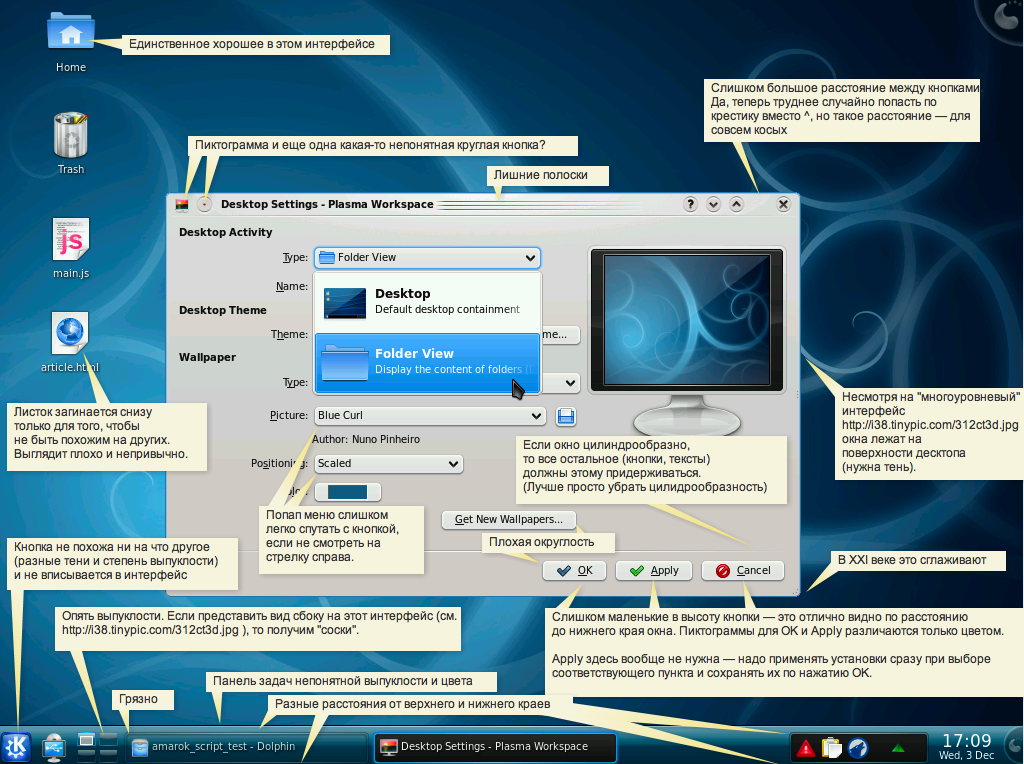 Единственное хорошее в этом интерфейсе
Home
Слишком большое расстояние между кнопками.
Да, теперь труднее случайно попасть по
крестику вместо ^, но такое расстояние — для
совсем косых
Trash
Пиктограмма и еще одна какая-то непонятная круглая кнопка?
Лишние полоски
Desktop Settings - Plasma Workspace
?
Desktop Activity
Type:
Folder View
Name:
Desktop
Default desktop containment
Desktop Theme
Theme:
me...
Folder View
Display the content of folders
Wallpaper
Type:
Picture:
Blue Curl
Author: Nuno Pinheiro
Positioning:
Scaled
Get New Wallpapers...
OK
Apply
Cancel
js
main.js
article.html
Листок загинается снизу
только для того, чтобы
не быть похожим на других.
Выглядит плохо и непривычно.
Несмотря на "многоуровневый"
интерфейс
http://i38.tinypic.com/312ct3d.jpg
окна лежат на
поверхности десктопа
(нужна тень).
Если окно цилиндрообразно,
то все остальное (кнопки, тексты)
должны этому придерживаться.
(Лучше просто убрать цилидрообразность)
Попап меню слишком
легко спутать с кнопкой,
если не смотреть на
стрелку справа.
Плохая округлость
Кнопка не похожа ни на что другое
(разные тени и степень выпуклости)
и не вписывается в интерфейс
В XXI веке это сглаживают
Опять выпуклости. Если представить вид сбоку на этот интерфейс (см.
http://i38.tinypic.com/312ct3d.jpg ), то получим "соски".
Слишком маленькие в высоту кнопки — это отлично видно по расстоянию
до нижнего края окна. Пиктограммы для OK и Apply различаются только цветом.
Apply здесь вообще не нужна — надо применять установки сразу при выборе
соответствующего пункта и сохранять их по нажатию OK.
Панель задач непонятной выпуклости и цвета
Грязно
Разные расстояния от верхнего и нижнего краев
K
amarok_script_test - Dolphin
Desktop Settings - Plasma Workspace
17:09
Wed, 3 Dec